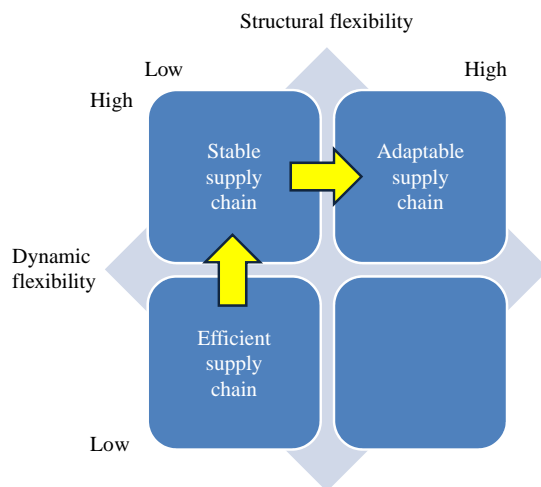 Structural flexibility
Low
High
High
Stable
supply
chain
Adaptable
supply
chain
Dynamic
flexibility
Efficient
supply
chain
Low